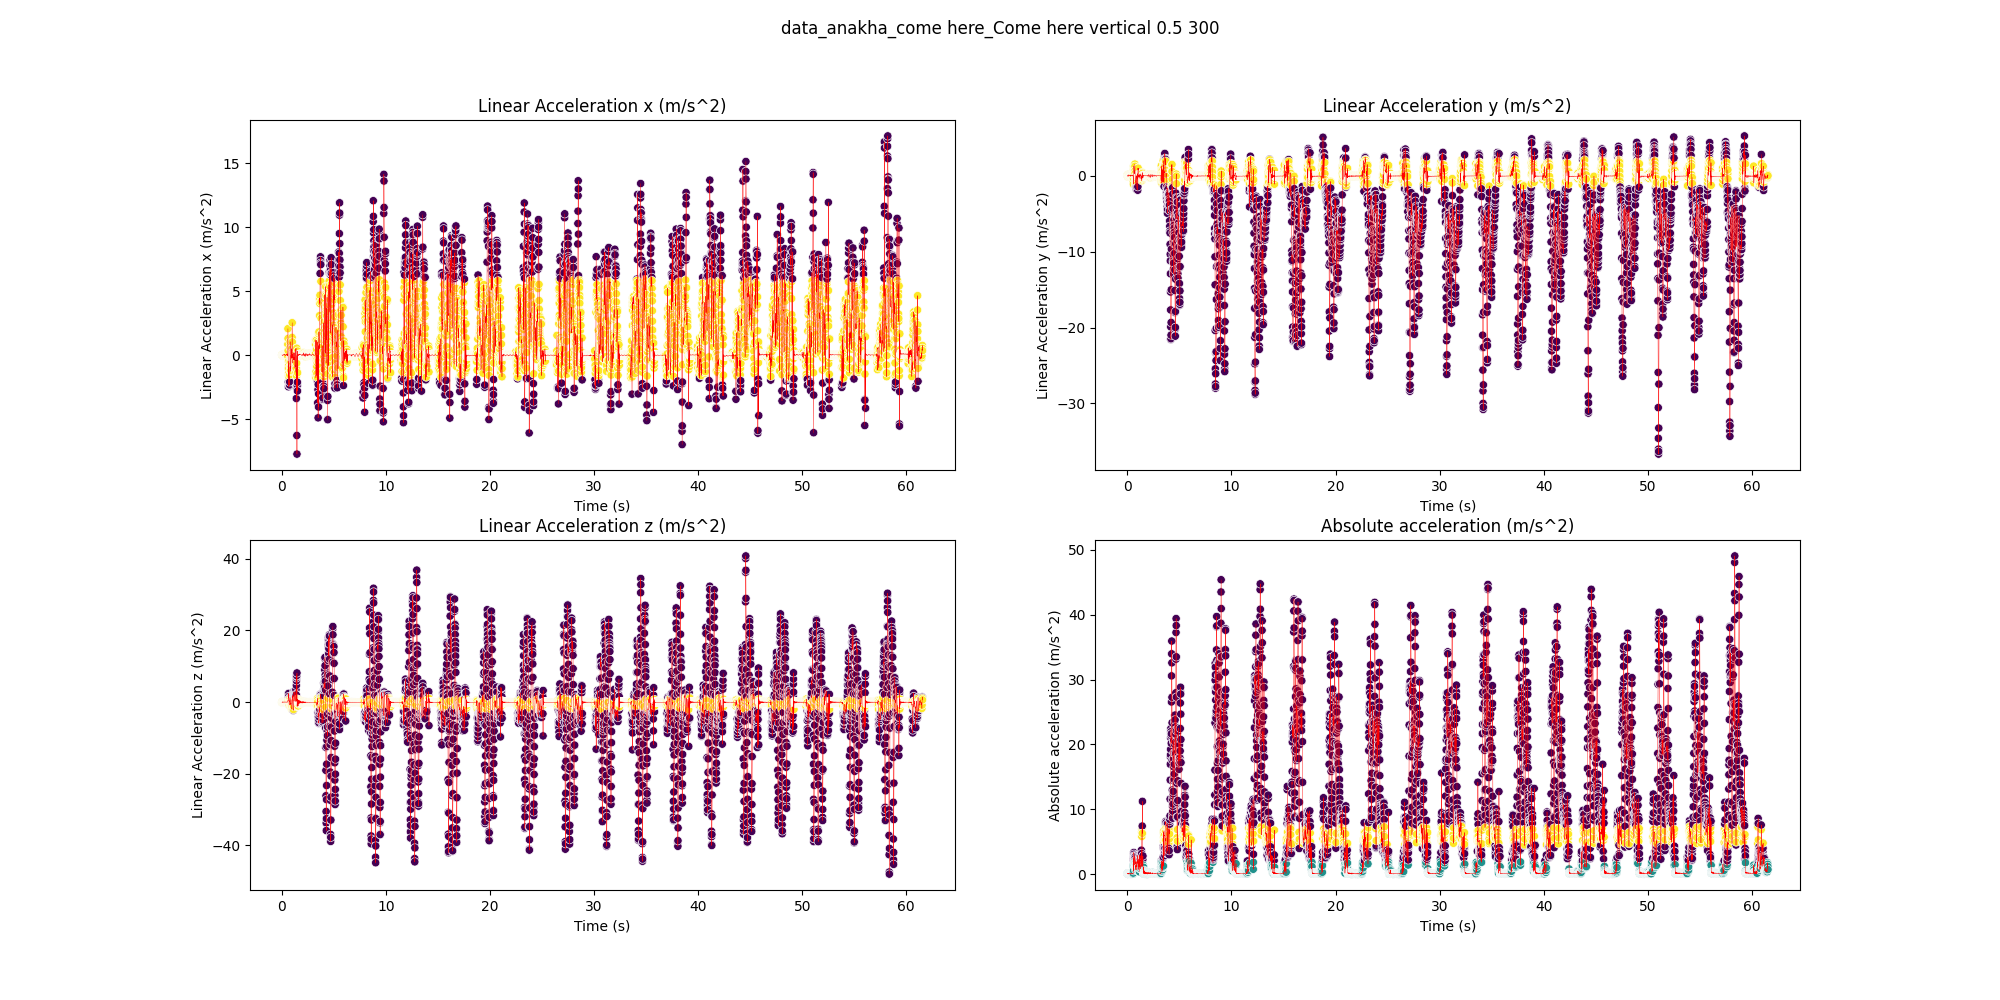 data_anakha_come here_Come here vertical 0.5 300
Linear Acceleration x (m/s^2)
Linear Acceleration x (m/s^2)
15
10
5
0
−5
0 10 20 30 40 50 60
Time (s)
Linear Acceleration y (m/s^2)
Linear Acceleration y (m/s^2)
0
−10
−20
−30
0 10 20 30 40 50 60
Time (s)
Linear Acceleration z (m/s^2)
Linear Acceleration z (m/s^2)
40
20
0
−20
−40
0 10 20 30 40 50 60
Time (s)
Absolute acceleration (m/s^2)
Absolute acceleration (m/s^2)
50
40
30
20
10
0
0 10 20 30 40 50 60
Time (s)